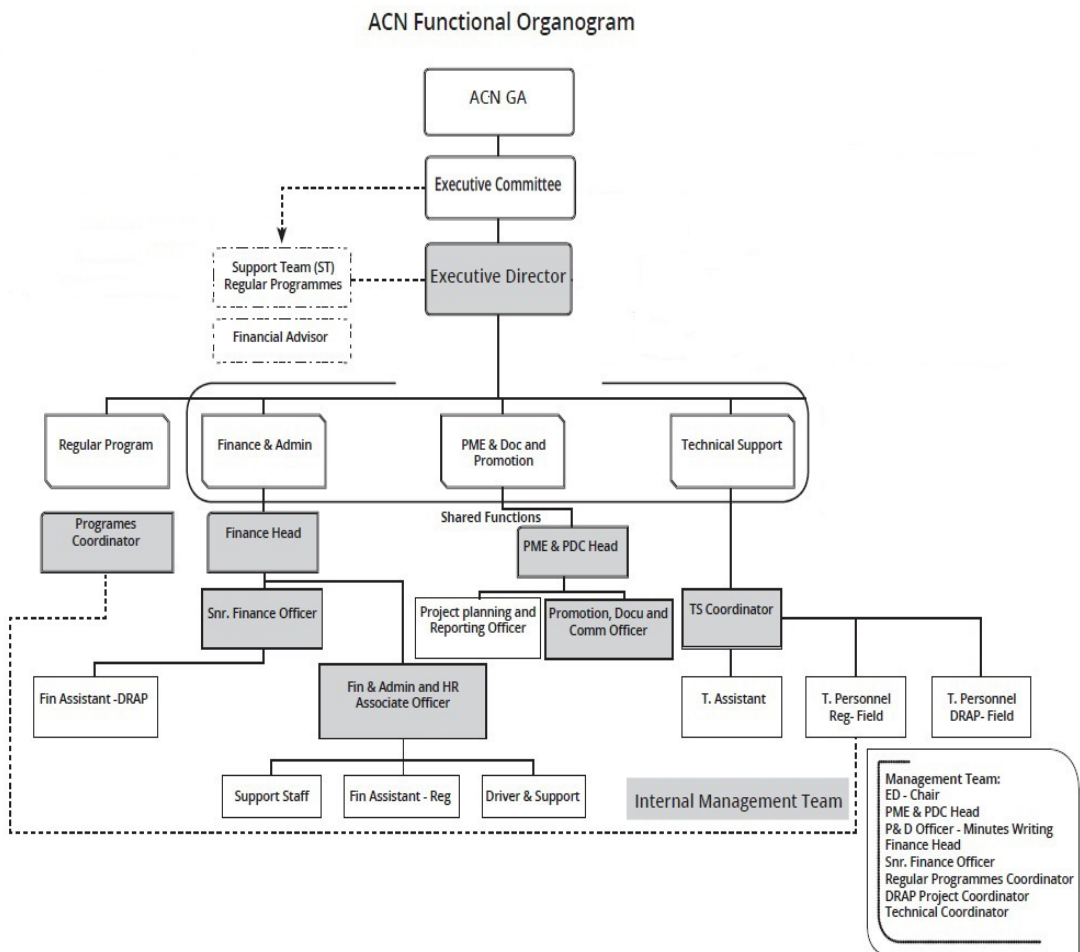 ACN Functional Organogram
ACN GA
Executive Committee
Support Team (ST)
Regular Programmes
Executive Director
Financial Advisor
Regular Program
Finance & Admin
PME & Doc and
Promotion
Technical Support
Shared Functions
Programes
Coordinator
Finance Head
PME & PDC Head
Snr. Finance Officer
Project planning and
Reporting Officer
Promotion, Docu and
Comm Officer
TS Coordinator
Fin Assistant -DRAP
Fin & Admin and HR
Associate Officer
T. Assistant
T. Personnel
Reg- Field
T. Personnel
DRAP- Field
Support Staff
Fin Assistant - Reg
Driver & Support
Internal Management Team
Management Team:
ED - Chair
PME & PDC Head
P& D Officer - Minutes Writing
Finance Head
Snr. Finance Officer
Regular Programmes Coordinator
DRAP Project Coordinator
Technical Coordinator